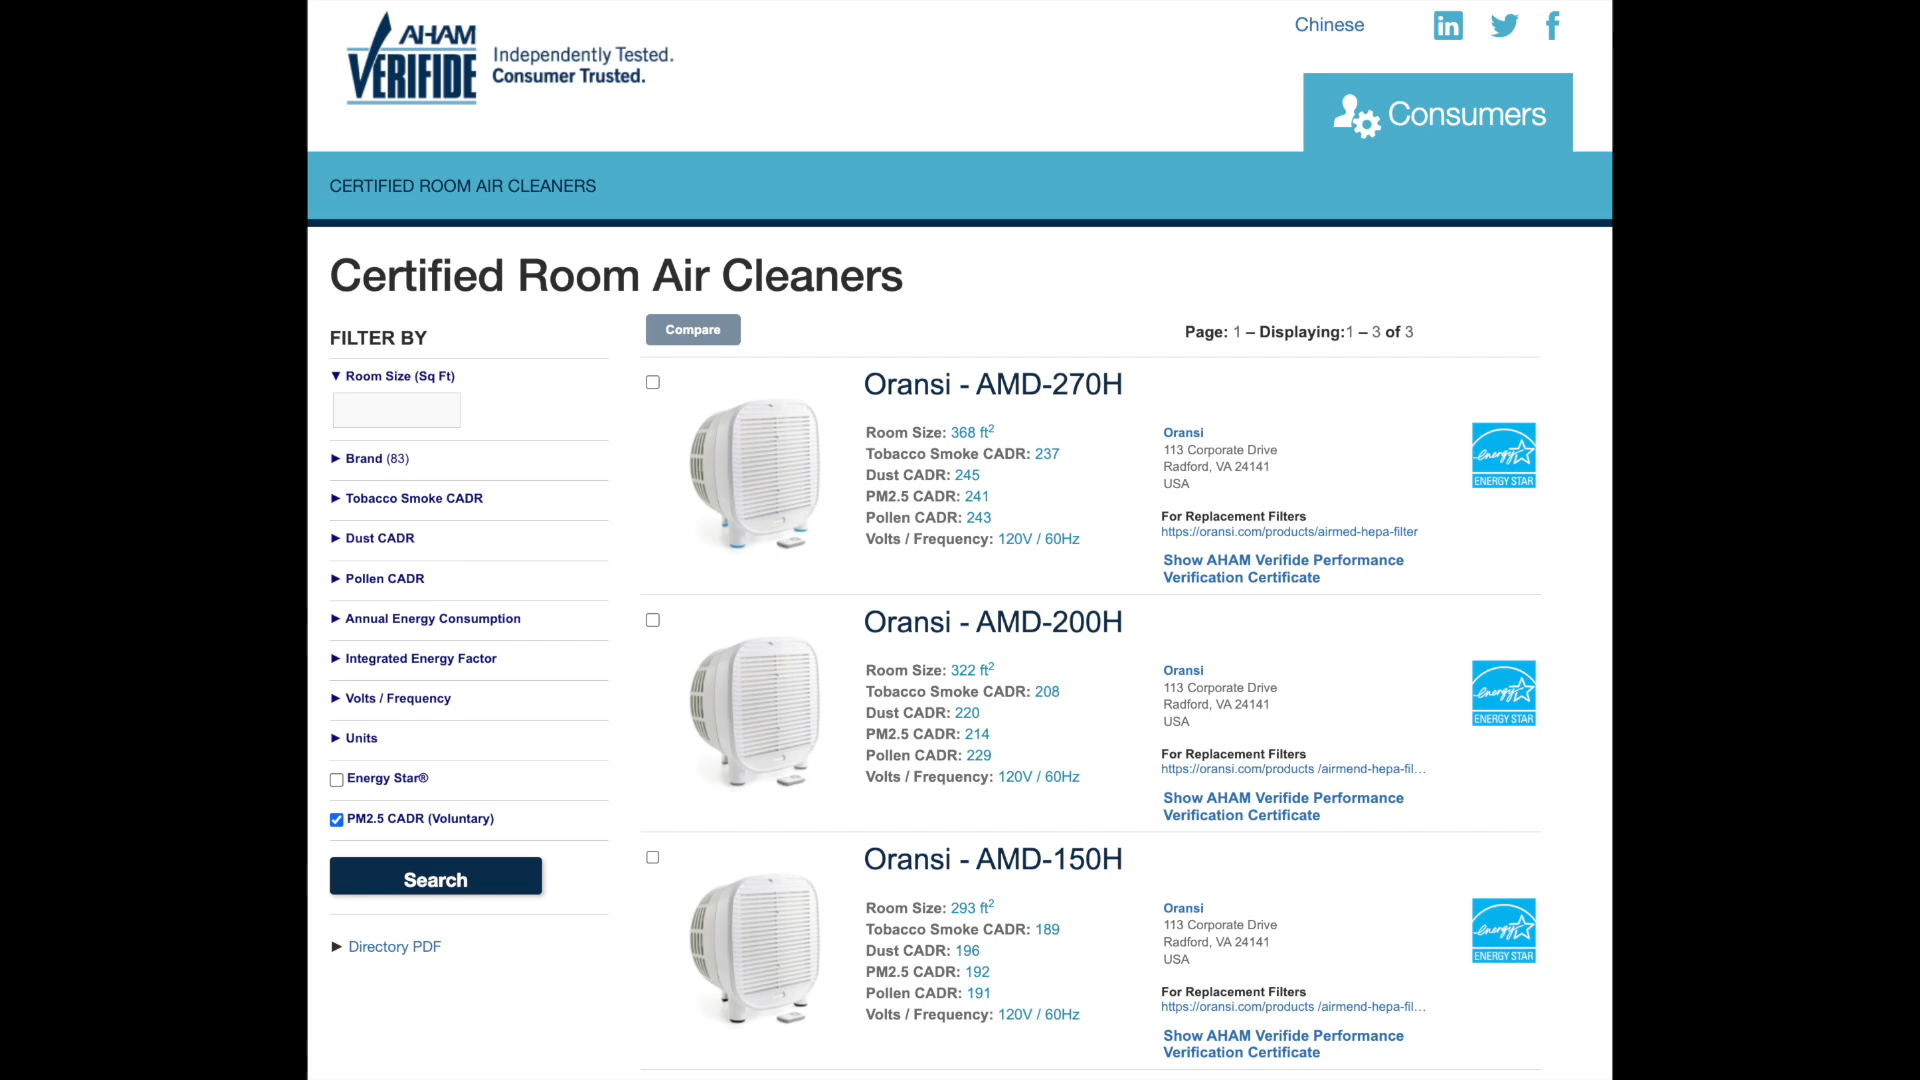 AHAM
VERIFIDE
Independently Tested.
Consumer Trusted.
Chinese
in
f
Consumers
CERTIFIED ROOM AIR CLEANERS
Certified Room Air Cleaners
FILTER BY
▼ Room Size (Sq Ft)
► Brand (83)
► Tobacco Smoke CADR
► Dust CADR
► Pollen CADR
► Annual Energy Consumption
► Integrated Energy Factor
► Volts / Frequency
► Units
Energy Star®
PM2.5 CADR (Voluntary)
Search
► Directory PDF
Compare
Page: 1 – Displaying:1 – 3 of 3
Oransi - AMD-270H
Room Size: 368 ft²
Tobacco Smoke CADR: 237
Dust CADR: 245
PM2.5 CADR: 241
Pollen CADR: 243
Volts / Frequency: 120V / 60Hz
Oransi
113 Corporate Drive
Radford, VA 24141
USA
For Replacement Filters
https://oransi.com/products/airmed-hepa-filter
Show AHAM Verifide Performance
Verification Certificate
energy
ENERGY STAR
Oransi - AMD-200H
Room Size: 322 ft²
Tobacco Smoke CADR: 208
Dust CADR: 220
PM2.5 CADR: 214
Pollen CADR: 229
Volts / Frequency: 120V / 60Hz
Oransi
113 Corporate Drive
Radford, VA 24141
USA
For Replacement Filters
https://oransi.com/products /airmend-hepa-fil…
Show AHAM Verifide Performance
Verification Certificate
energy
ENERGY STAR
Oransi - AMD-150H
Room Size: 293 ft²
Tobacco Smoke CADR: 189
Dust CADR: 196
PM2.5 CADR: 192
Pollen CADR: 191
Volts / Frequency: 120V / 60Hz
Oransi
113 Corporate Drive
Radford, VA 24141
USA
For Replacement Filters
https://oransi.com/products /airmend-hepa-fil…
Show AHAM Verifide Performance
Verification Certificate
energy
ENERGY STAR